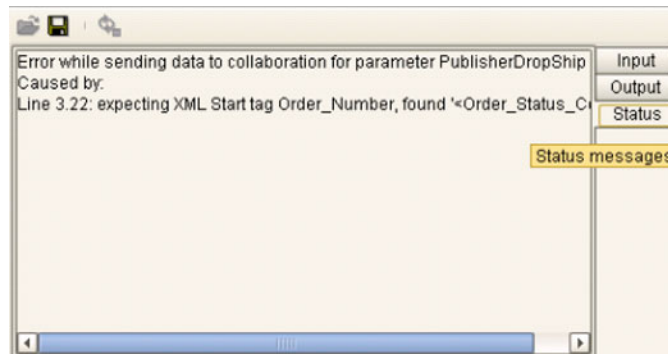 Error while sending data to collaboration for parameter PublisherDropShip
Caused by:
Line 3.22: expecting XML Start tag Order_Number, found '<Order_Status_C
Input
Output
Status
Status messages